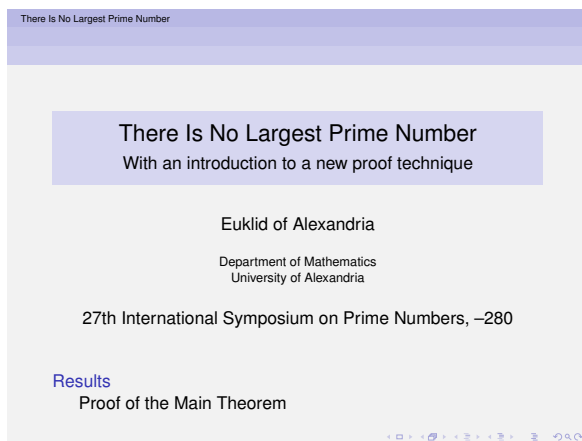 There Is No Largest Prime Number
There Is No Largest Prime Number
With an introduction to a new proof technique
Euklid of Alexandria
Department of Mathematics
University of Alexandria
27th International Symposium on Prime Numbers, –280
Results
Proof of the Main Theorem